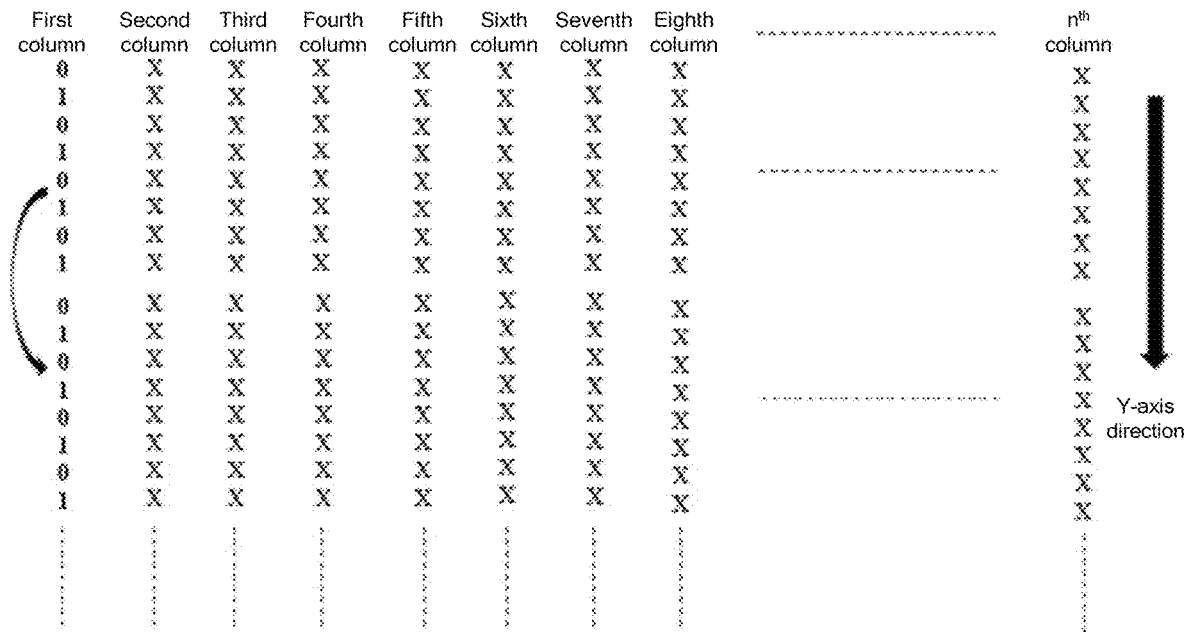 First column Second column Third column Fourth column Fifth column Sixth column Seventh column Eighth column nth column
0 X X X X X X X X
1 X X X X X X X X
0 X X X X X X X X
1 X X X X X X X X
0 X X X X X X X X
1 X X X X X X X X
0 X X X X X X X X
1 X X X X X X X X
0 X X X X X X X X
1 X X X X X X X X
0 X X X X X X X X
1 X X X X X X X X
0 X X X X X X X X
1 X X X X X X X X
0 X X X X X X X X
1 X X X X X X X X
Y-axis
direction